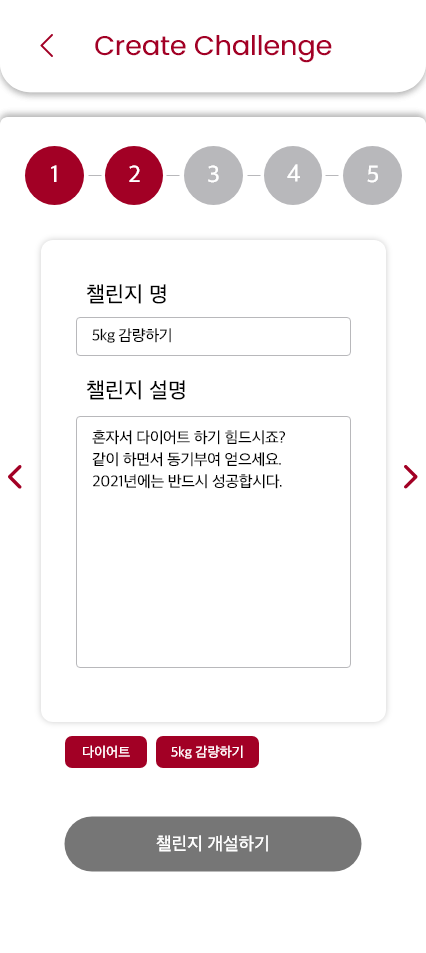 Create Challenge
1 2 3 4 5
챌린지 명
5kg 감량하기
챌린지 설명
혼자서 다이어트 하기 힘드시죠?
같이 하면서 동기부여 얻으세요.
2021년에는 반드시 성공합시다.
다이어트 5kg 감량하기
챌린지 개설하기